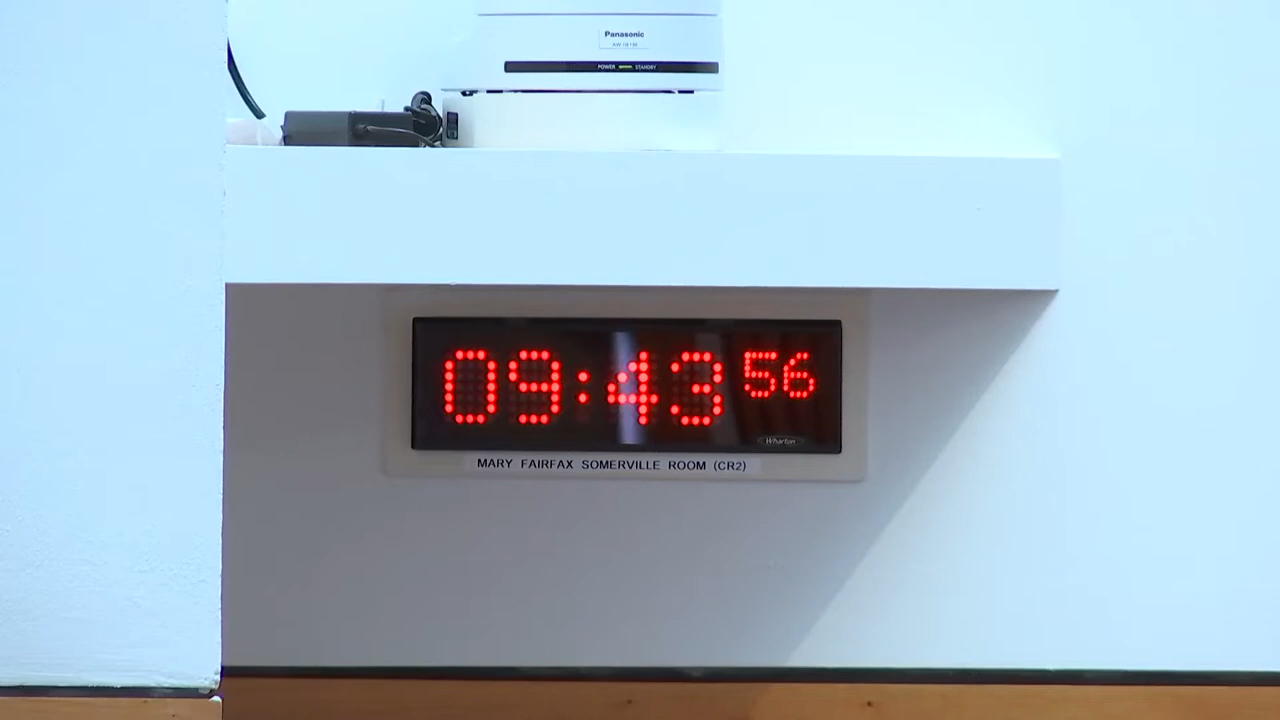 Panasonic
POWER STANDBY
09:43 56
Wharton
MARY FAIRFAX SOMERVILLE ROOM (CR2)